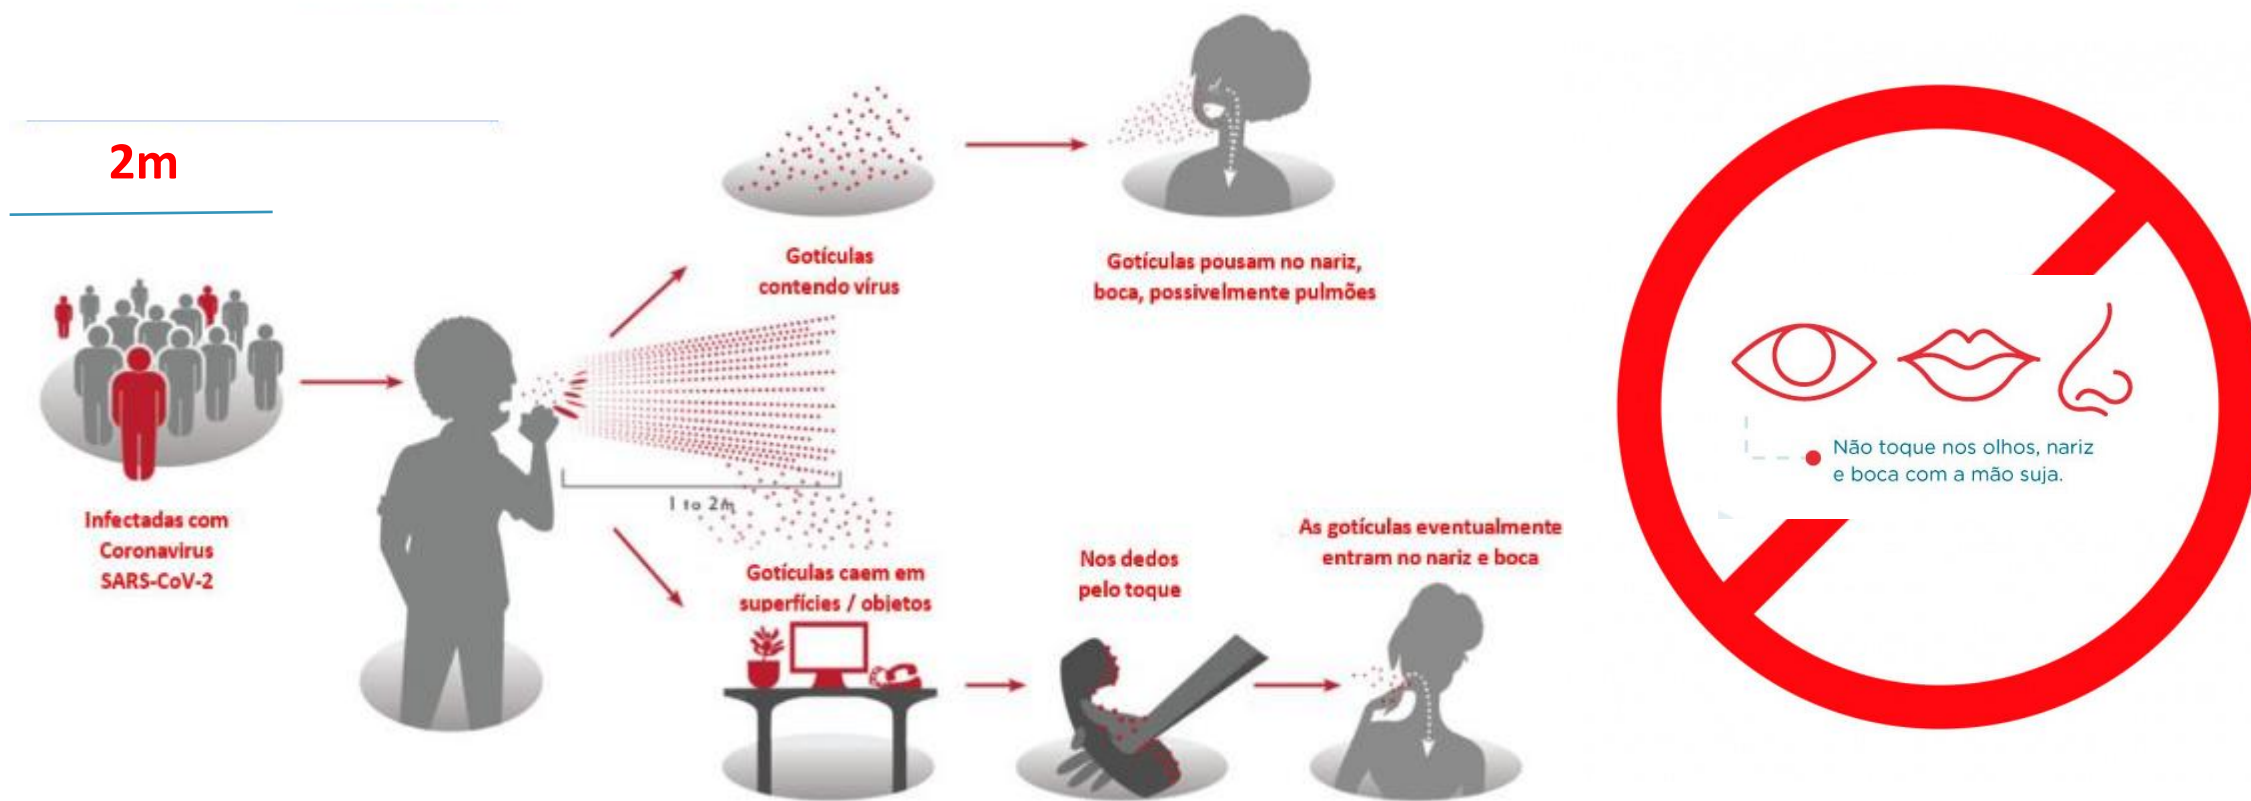 2m
Infectadas com
Coronavirus
SARS-CoV-2
Gotículas
contendo vírus
Gotículas pousam no nariz,
boca, possivelmente pulmões
1 to 2m
Gotículas caem em
superfícies / objetos
Nos dedos
pelo toque
As gotículas eventualmente
entram no nariz e boca
Não toque nos olhos, nariz
e boca com a mão suja.